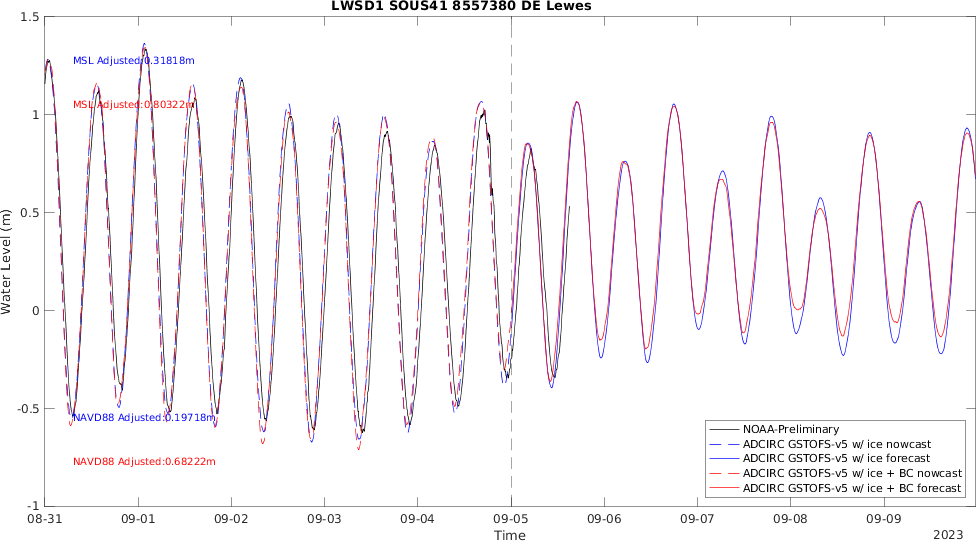 LWSD1 SOUS41 8557380 DE Lewes
1.5
1
0.5
0
-0.5
-1
Water Level (m)
MSL Adjusted:0.31818m
MSL Adjusted:0.80322m
NAVD88 Adjusted:0.19718m
NAVD88 Adjusted:0.68222m
NOAA-Preliminary
ADCIRC GSTOFS-v5 w/ ice nowcast
ADCIRC GSTOFS-v5 w/ ice forecast
ADCIRC GSTOFS-v5 w/ ice + BC nowcast
ADCIRC GSTOFS-v5 w/ ice + BC forecast
08-31 09-01 09-02 09-03 09-04 09-05 09-06 09-07 09-08 09-09
Time
2023